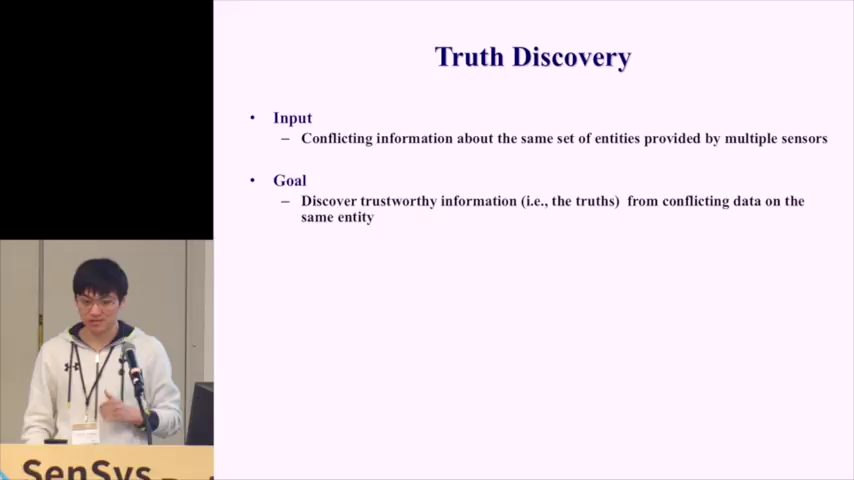 Truth Discovery
• Input
– Conflicting information about the same set of entities provided by multiple sensors
• Goal
– Discover trustworthy information (i.e., the truths) from conflicting data on the
same entity
SenSys